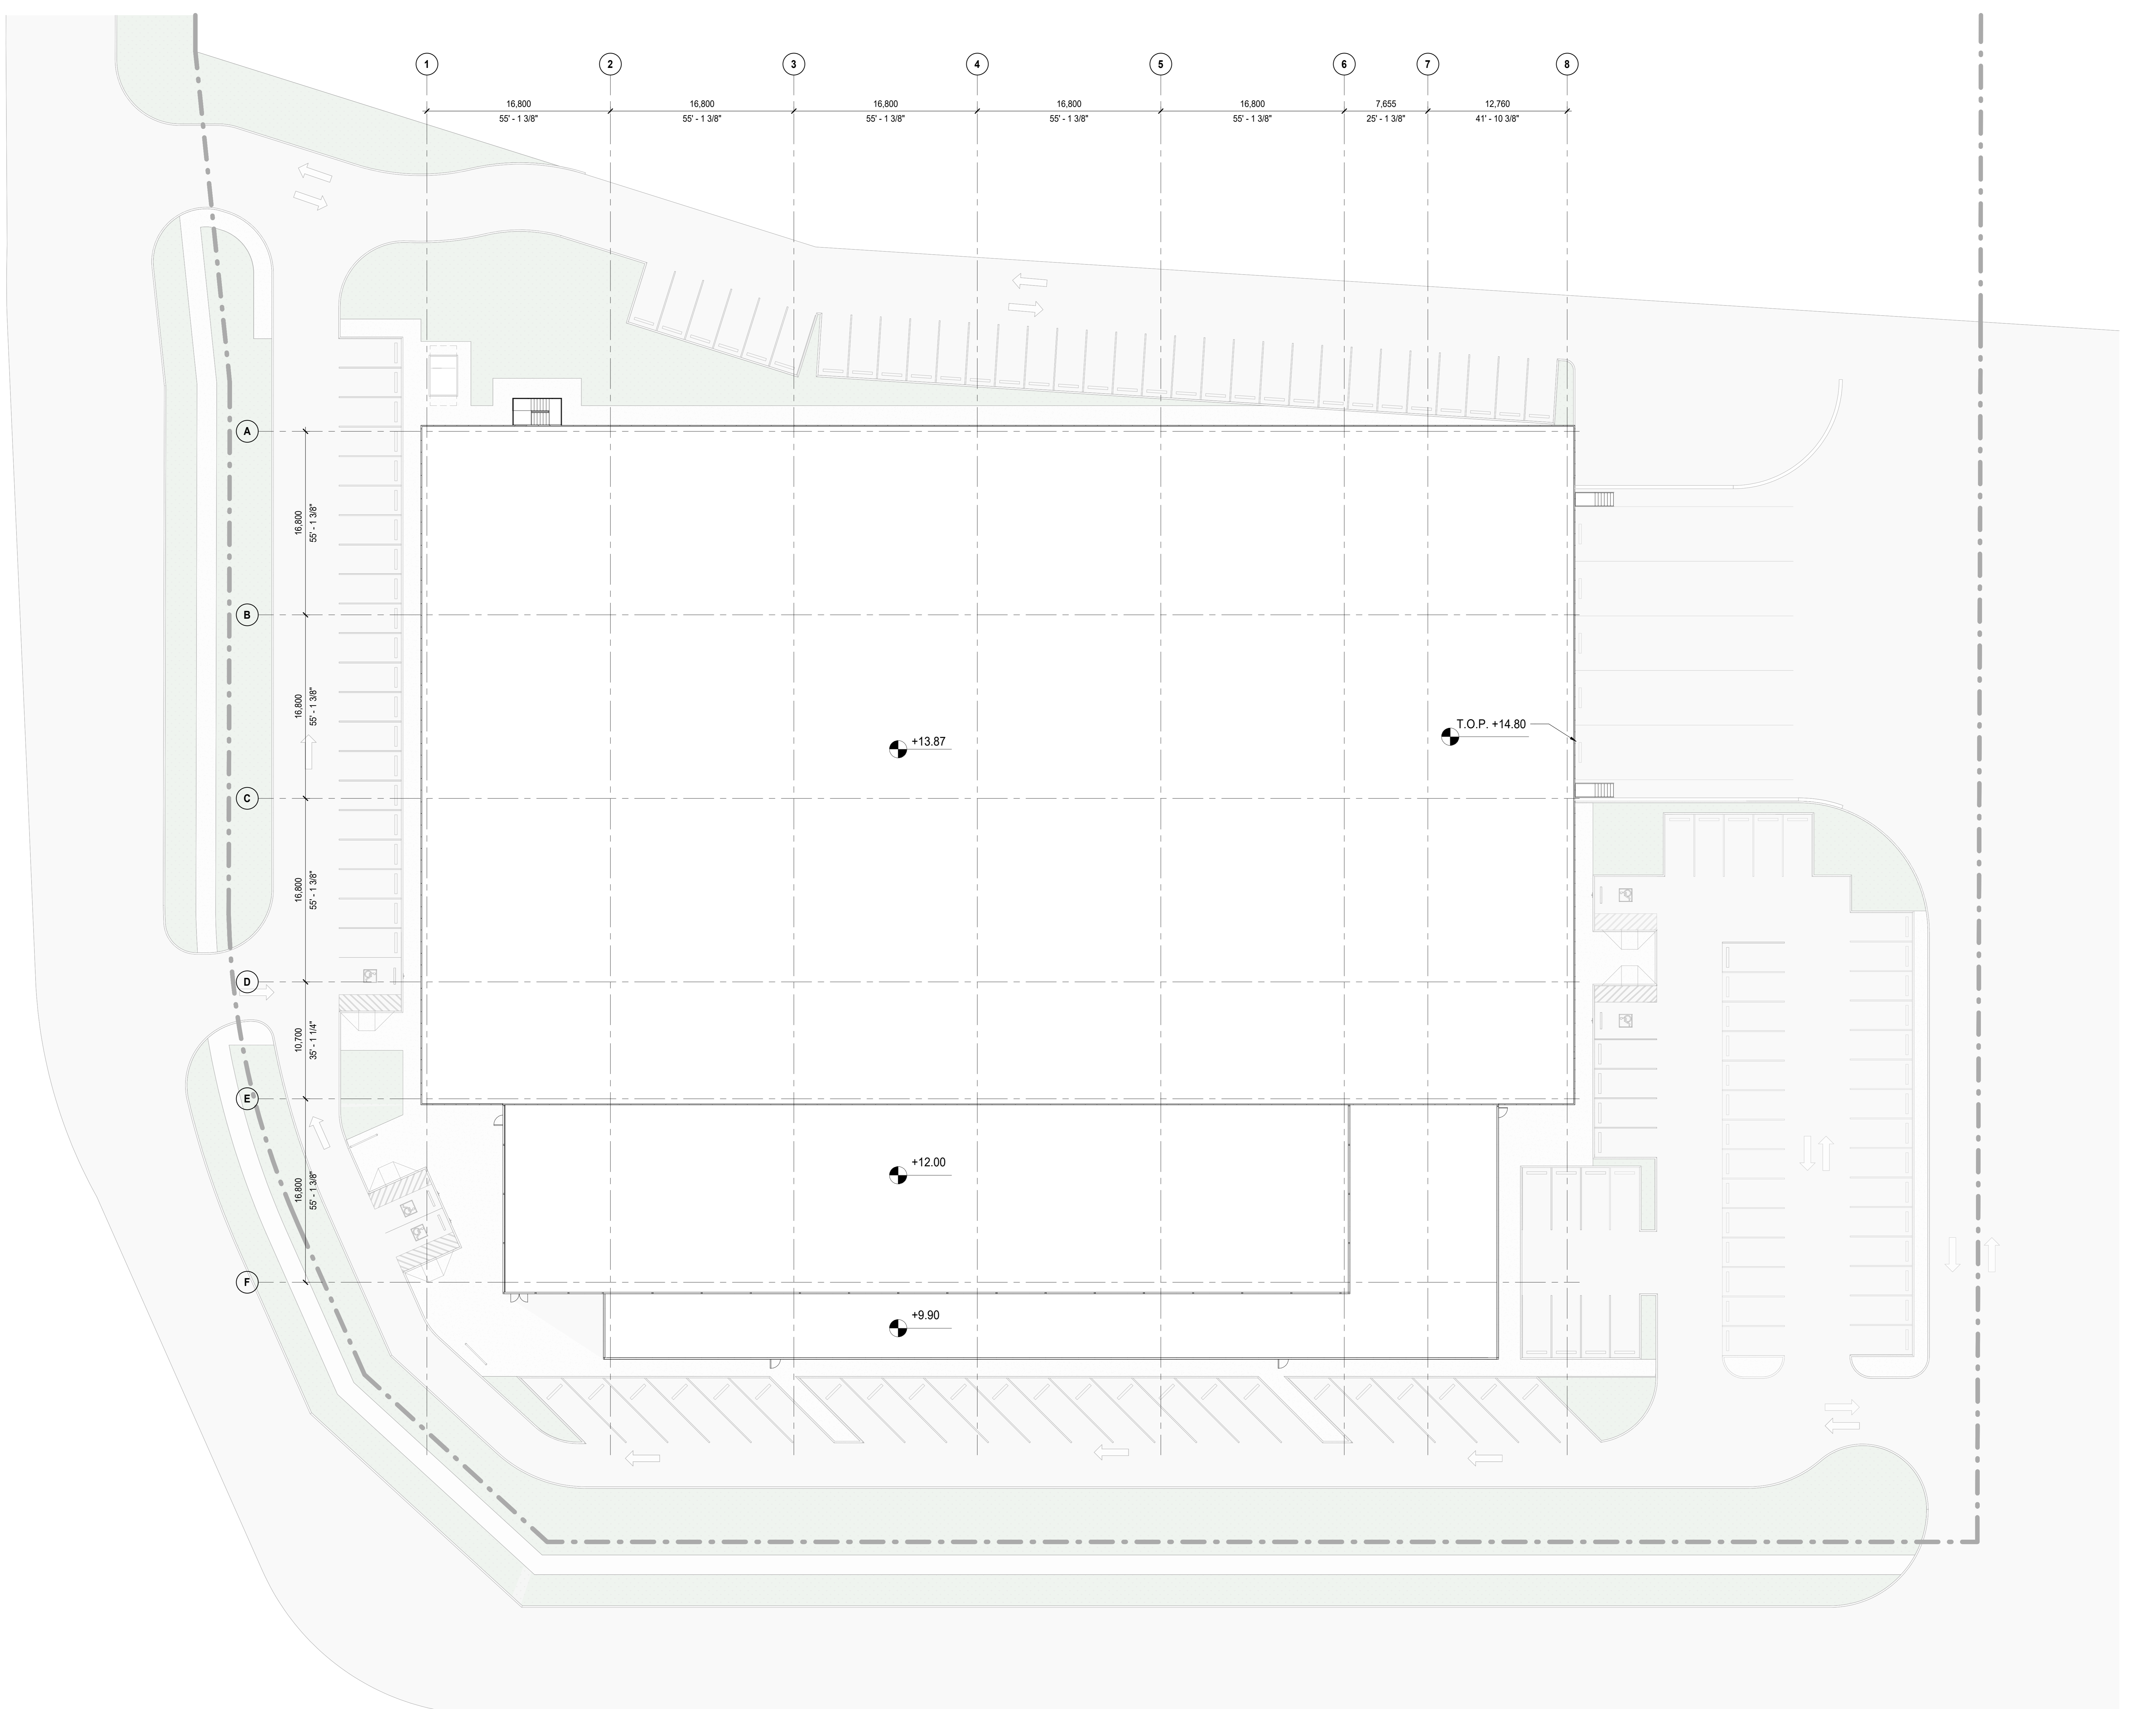 1 2 3 4 5 6 7 8
16,800 16,800 16,800 16,800 16,800 7,655 12,760
55' - 1 3/8" 55' - 1 3/8" 55' - 1 3/8" 55' - 1 3/8" 55' - 1 3/8" 25' - 1 3/8" 41' - 10 3/8"
A
16,800
55' - 1 3/8"
B
16,800
55' - 1 3/8"
T.O.P. +14.80
+13.87
C
16,800
55' - 1 3/8"
D
10,700
35' - 1 1/4"
E
16,800
55' - 1 3/8"
+12.00
F
+9.90